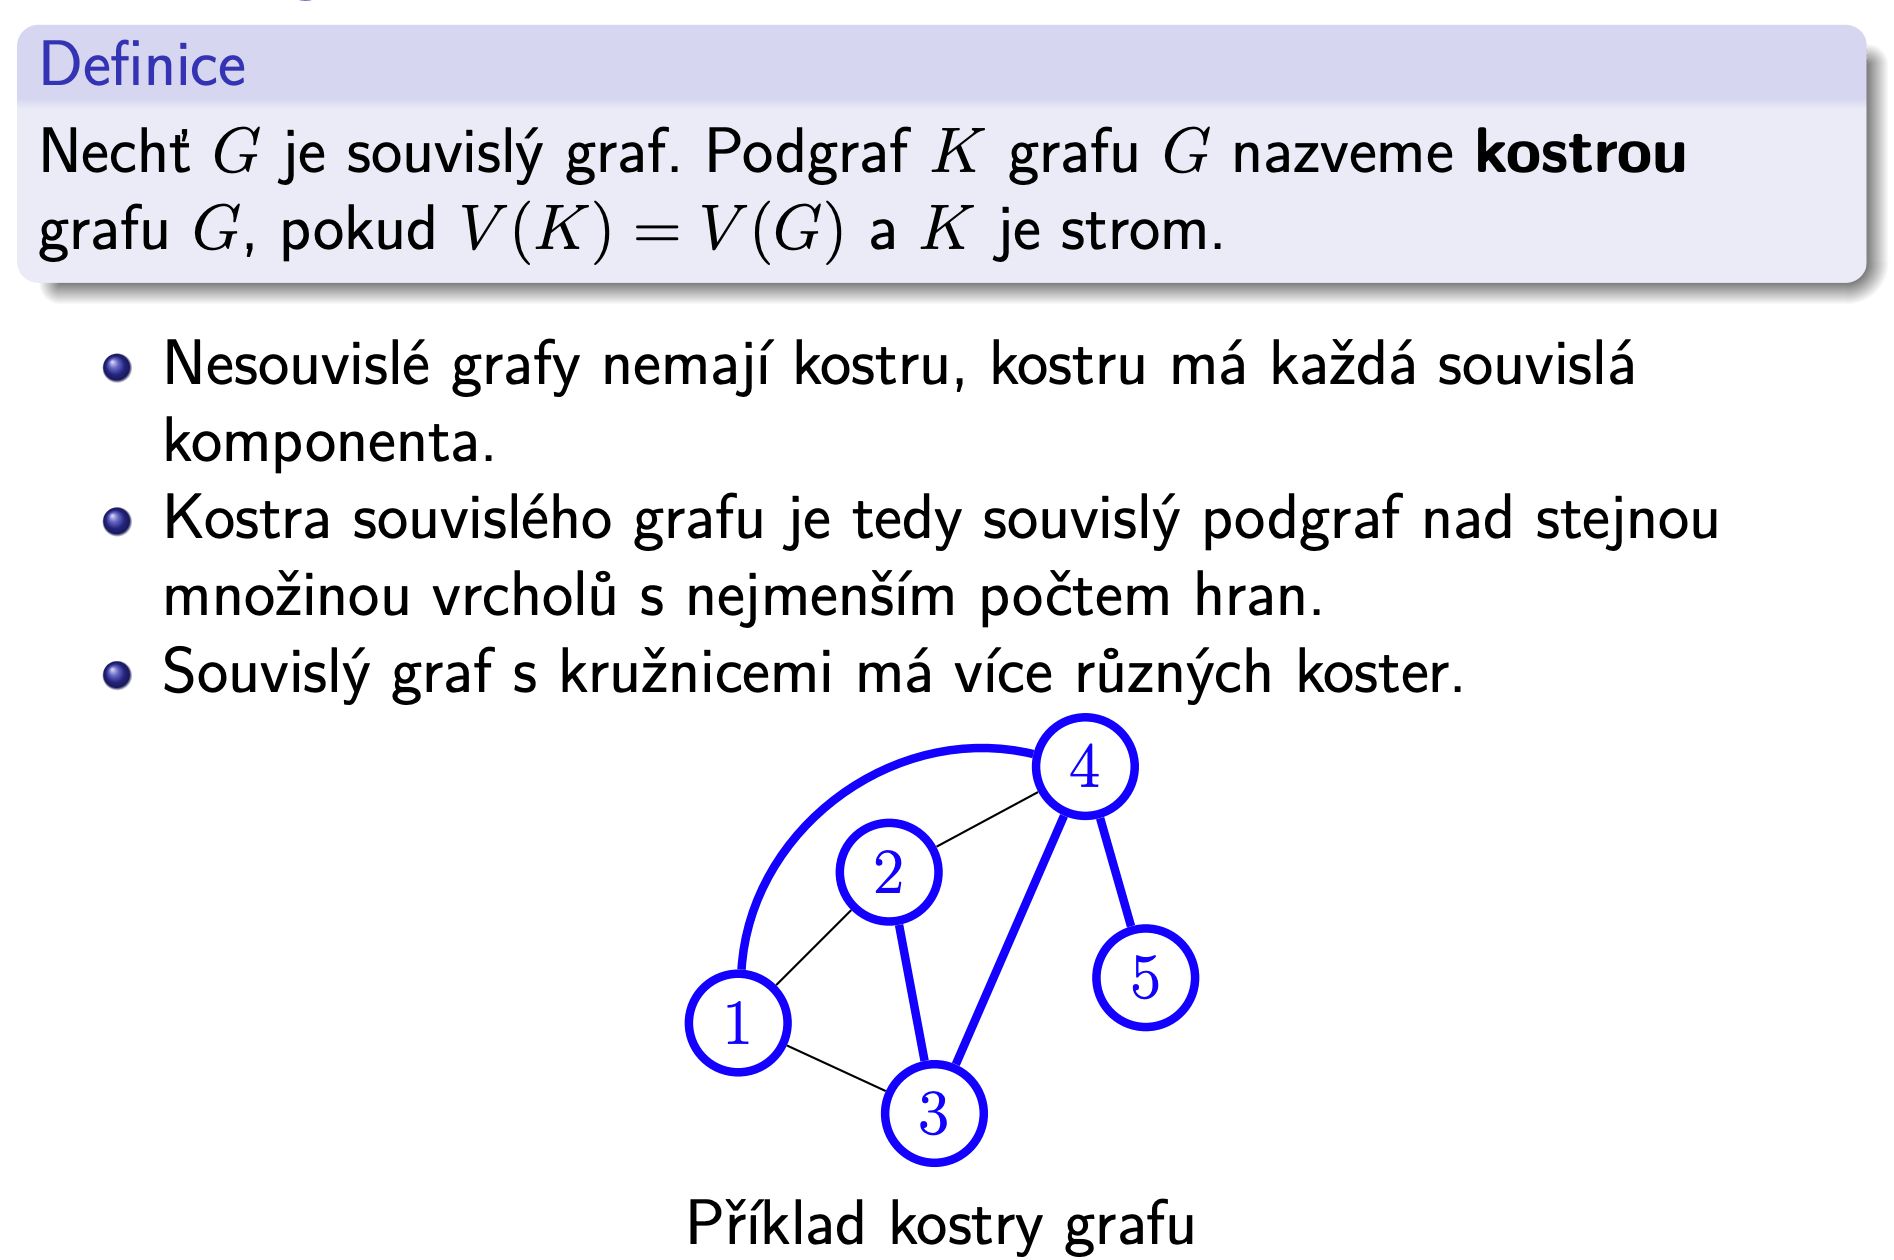 Definice
Nechť G je souvislý graf. Podgraf K grafu G nazveme kostrou
grafu G, pokud V(K) = V(G) a K je strom.
Nesouvislé grafy nemají kostru, kostru má každá souvislá
komponenta.
Kostra souvislého grafu je tedy souvislý podgraf nad stejnou
množinou vrcholů s nejmenším počtem hran.
Souvislý graf s kružnicemi má více různých koster.
4
2
5
1
3
Příklad kostry grafu